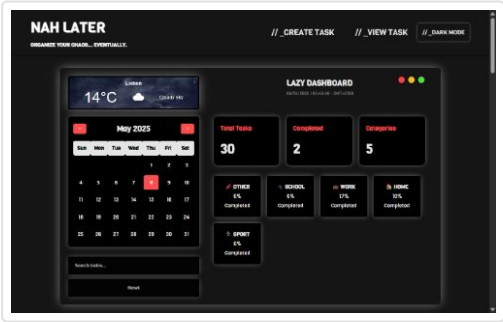 NAH LATER
ORGANIZE YOUR CHAOS... EVENTUALLY.
// _CREATE TASK
// _VIEW TASK
// _DARK MODE
Lisbon
14°C
LAZY DASHBOARD
May 2025
Sun Mon Tue Wed Thu Fri Sat
1 2 3
4 5 6 7 8 9 10
11 12 13 14 15 16 17
18 19 20 21 22 23 24
25 26 27 28 29 30 31
Search tasks...
Reset
Total Tasks
30
Completed
2
Categories
5
OTHER
0%
Completed
SCHOOL
0%
Completed
WORK
17%
Completed
HOME
10%
Completed
SPORT
0%
Completed